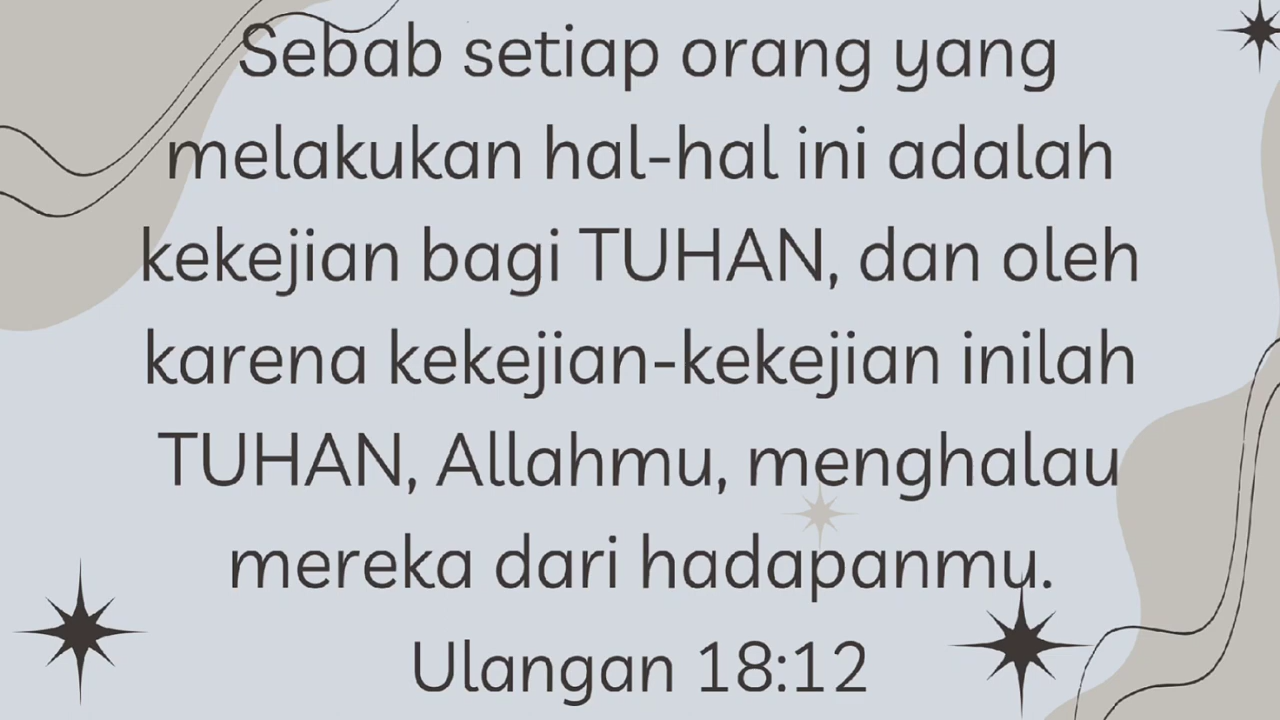 Sebab setiap orang yang
melakukan hal-hal ini adalah
kekejian bagi TUHAN, dan oleh
karena kekejian-kekejian inilah
TUHAN, Allahmu, menghalau
mereka dari hadapanmu.
Ulangan 18:12